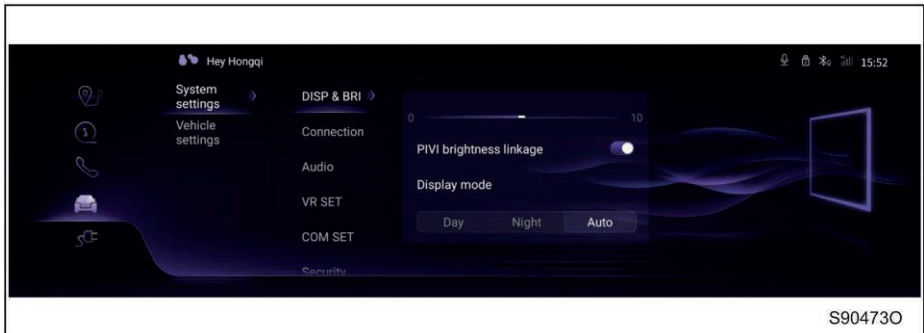 Hey Hongqi
15:52
System
settings
Vehicle
settings
DISP & BRI
Connection
Audio
VR SET
COM SET
Security
0 10
PIVI brightness linkage
Display mode
Day Night Auto
S90473O